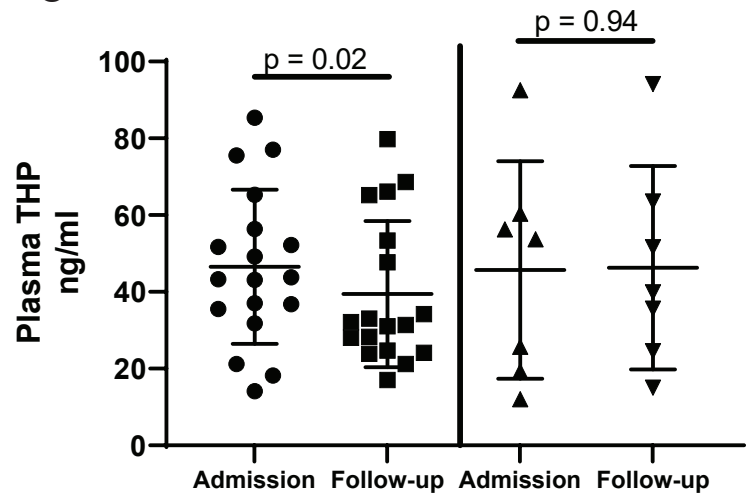 p = 0.02
p = 0.94
100
80
60
40
20
0
Plasma THP
ng/ml
Admission Follow-up Admission Follow-up